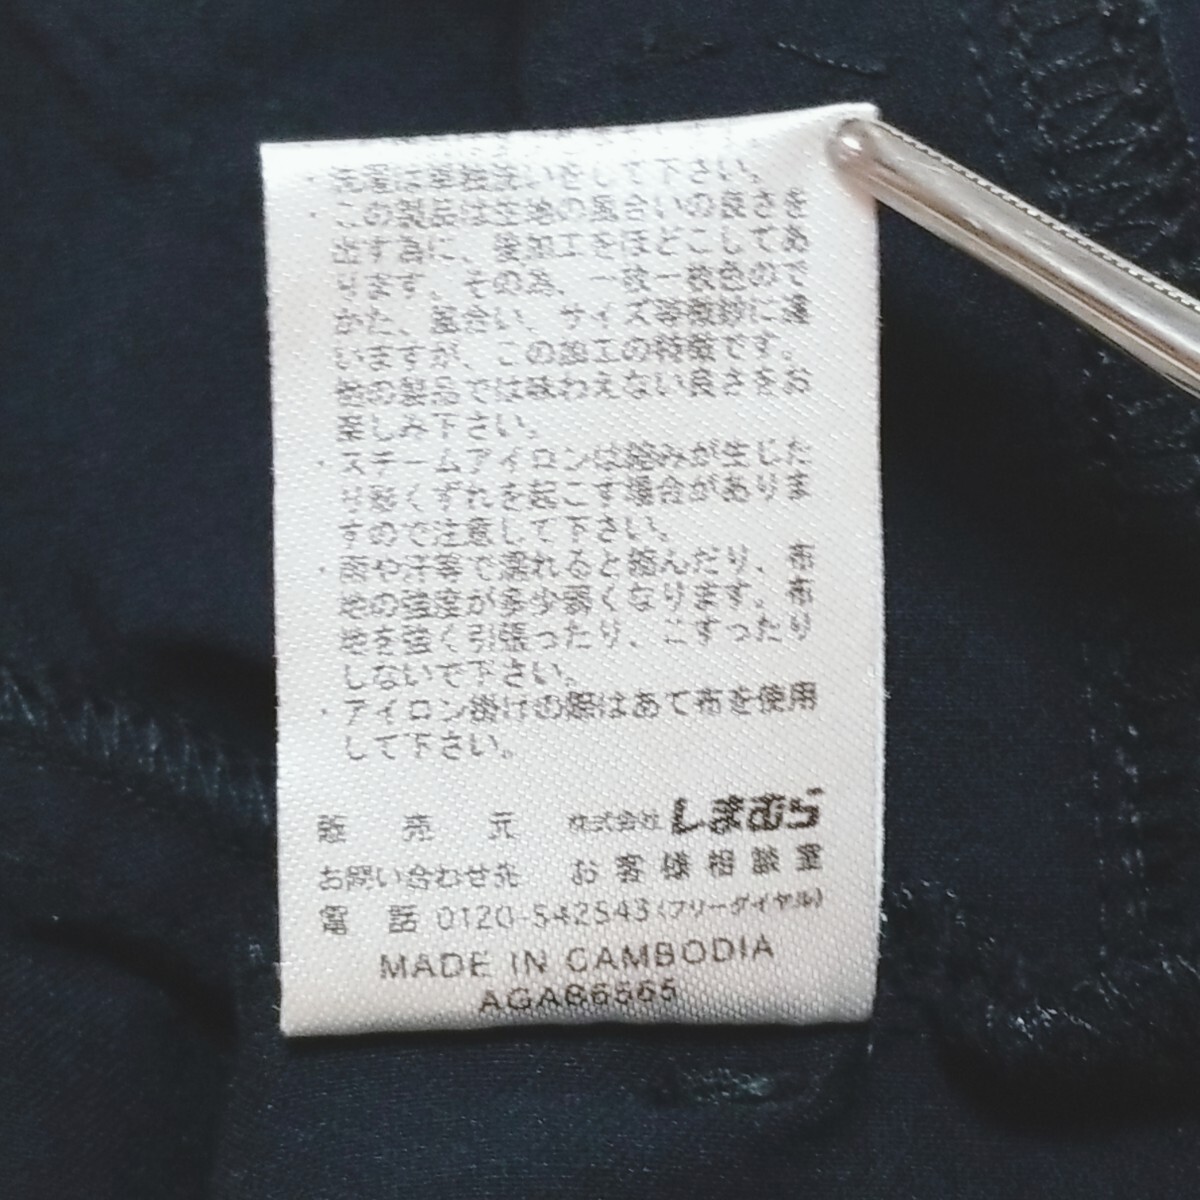 ・洗濯は単独洗いをして下さい。
・この製品は生地の風合いの良さを
出す為に、後加工をほどこしてあ
ります。その為、一枚一枚色ので
かた、風合い、サイズ等微妙に違
いますが、この加工の特徴です。
他の製品では味わえない良さをお
楽しみ下さい。
・スチームアイロンは縮みが生じた
り型くずれを起こす場合がありま
すので注意して下さい。
・雨や汗等で濡れると縮んだり、布
地の強度が多少弱くなります。布
地を強く引張ったり、こすったり
しないで下さい。
・アイロン掛けの際はあて布を使用
して下さい。
販売元 株式会社 しまむら
お問い合わせ先 お客様相談室
電話 0120-542543(フリーダイヤル)
MADE IN CAMBODIA